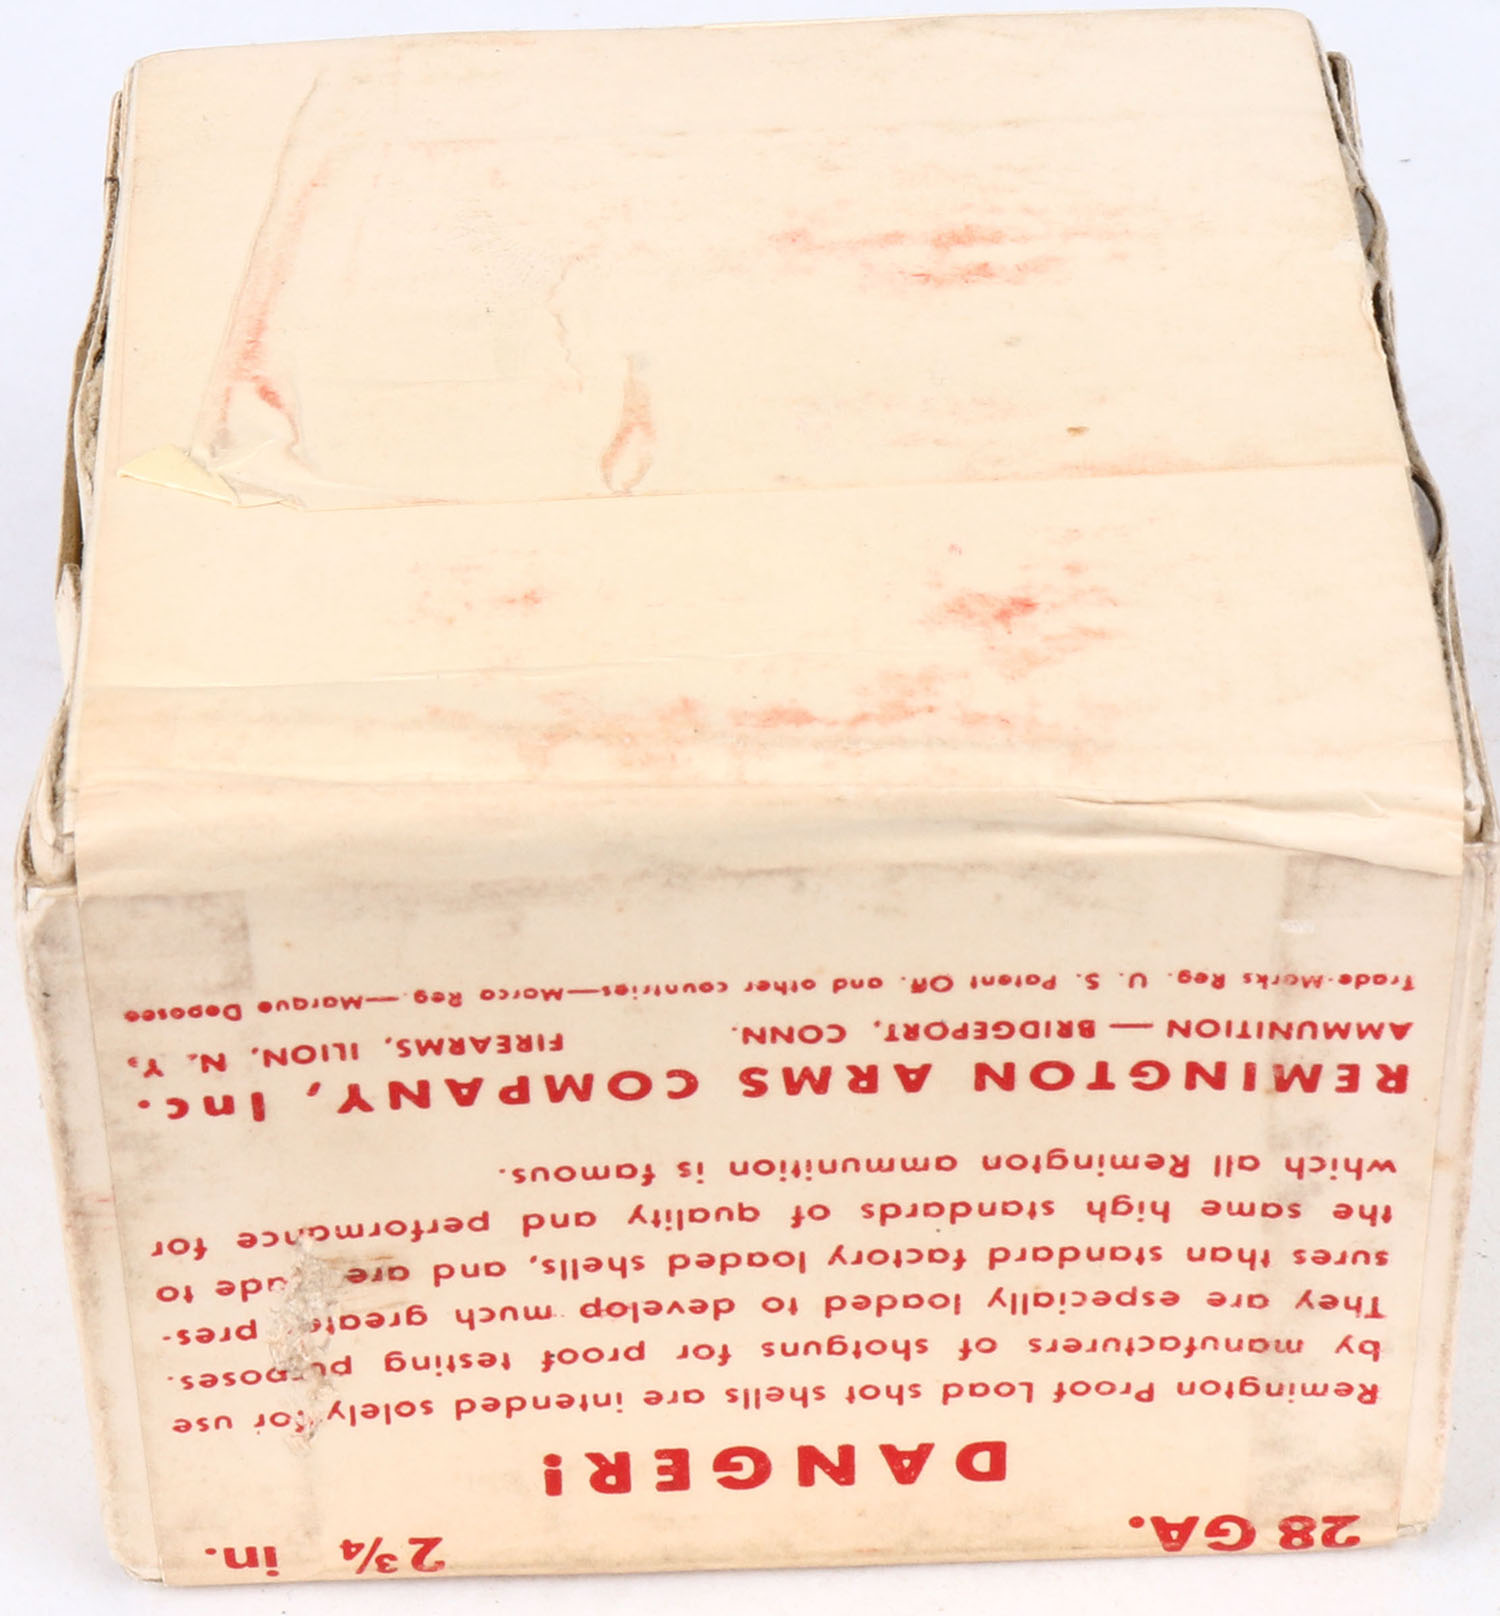 28 GA. 2¾ in.
DANGER!
Remington Proof Load shot shells are intended solely for use
by manufacturers of shotguns for proof testing purposes.
They are especially loaded to develop much greater pres-
sures than standard factory loaded shells, and are made to
the same high standards of quality and performance for
which all Remington ammunition is famous.
REMINGTON ARMS COMPANY, Inc.
AMMUNITION — BRIDGEPORT, CONN. FIREARMS, ILION, N. Y.
Trade-Marks Reg. U. S. Patent Off. and other countries—Marca Reg.—Marque Deposee